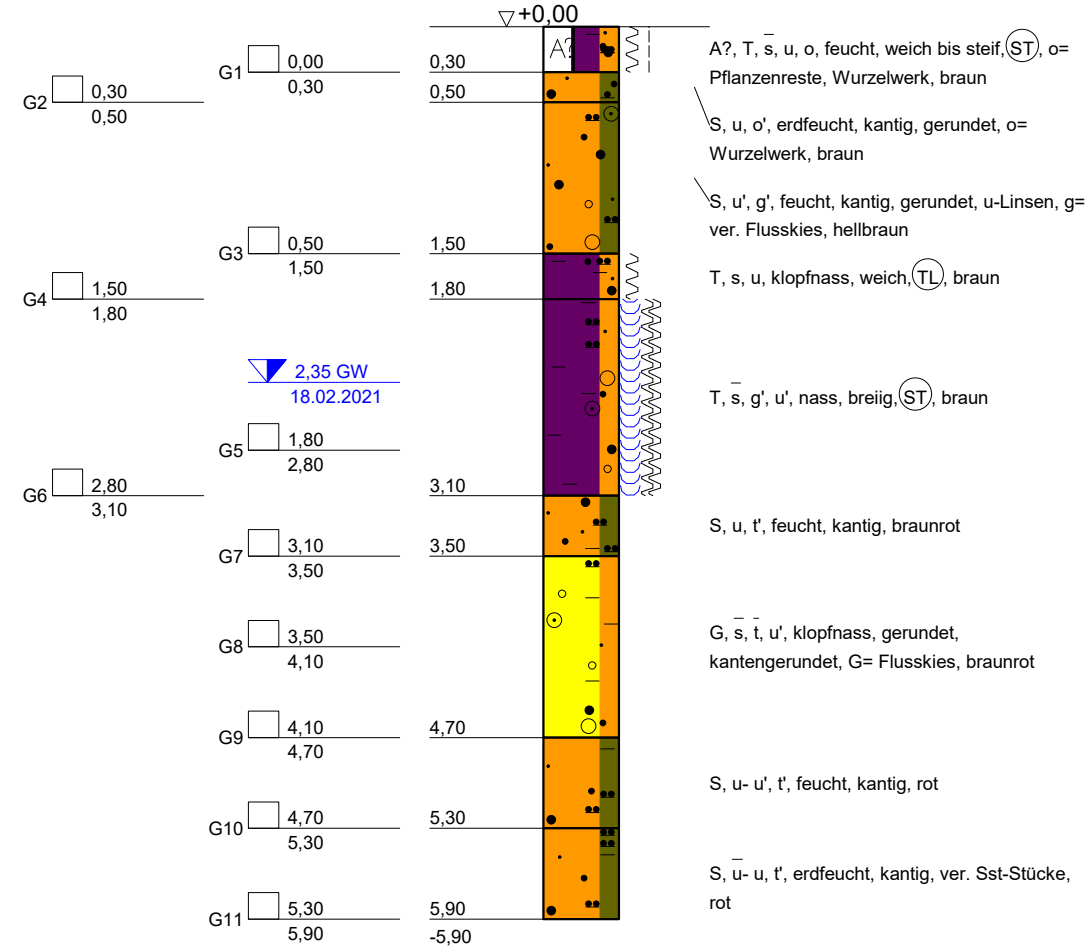 +0,00
A?
G1 0,00 0,30
0,30
A?, T, s̄, u, o, feucht, weich bis steif, ST, o=
Pflanzenreste, Wurzelwerk, braun
G2 0,30 0,50
0,50
S, u, o', erdfeucht, kantig, gerundet, o=
Wurzelwerk, braun
S, u', g', feucht, kantig, gerundet, u-Linsen, g=
ver. Flusskies, hellbraun
G3 0,50 1,50
1,50
T, s, u, klopfnass, weich, TL, braun
G4 1,50 1,80
1,80
2,35 GW
18.02.2021
T, s̄, g', u', nass, breiig, ST, braun
G5 1,80
2,80
G6 2,80 3,10
3,10
S, u, t', feucht, kantig, braunrot
G7 3,10 3,50
3,50
G8 3,50
4,10
G, s̄, t̄, u', klopfnass, gerundet,
kantengerundet, G= Flusskies, braunrot
G9 4,10 4,70
4,70
S, u- u', t', feucht, kantig, rot
G10 4,70 5,30
5,30
S, ū- u, t', erdfeucht, kantig, ver. Sst-Stücke,
rot
G11 5,30 5,90
5,90 -5,90